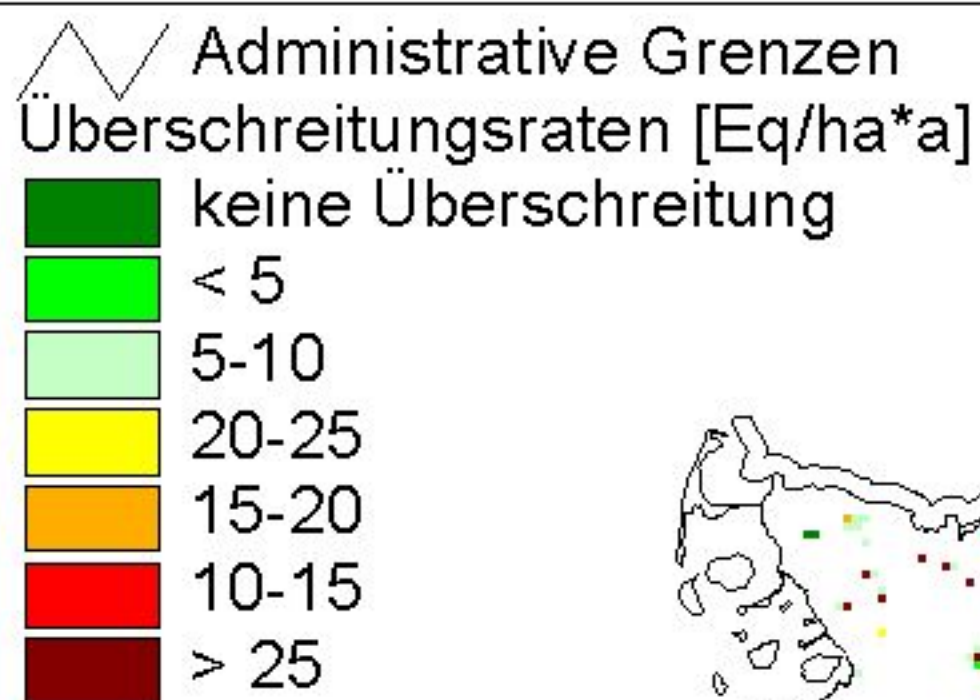 Administrative Grenzen
Überschreitungsraten [Eq/ha*a]
keine Überschreitung
< 5
5-10
20-25
15-20
10-15
> 25